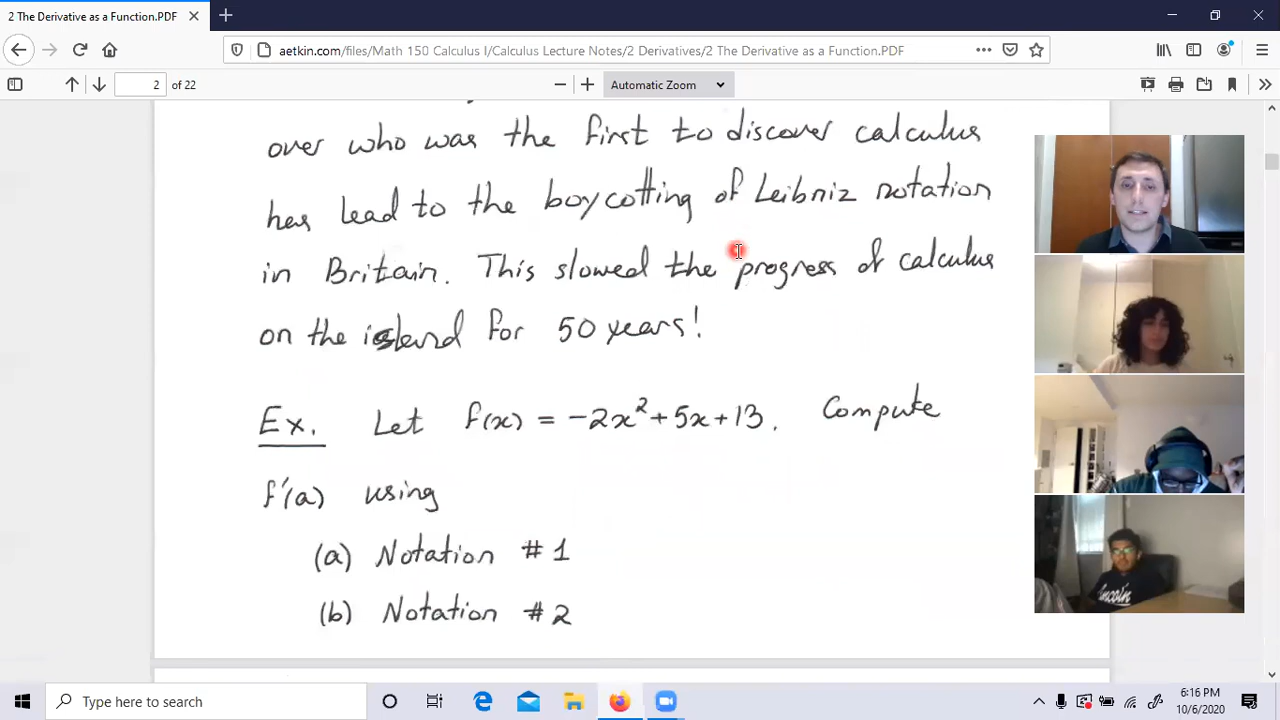 2 The Derivative as a Function.PDF
aetkin.com/files/Math 150 Calculus I/Calculus Lecture Notes/2 Derivatives/2 The Derivative as a Function.PDF
2 of 22
Automatic Zoom
over who was the first to discover calculus
has lead to the boycotting of Leibniz notation
in Britain. This slowed the progress of calculus
on the island for 50 years!
Ex. Let f(x) = -2x²+5x+13. Compute
f'(a) using
(a) Notation #1
(b) Notation #2
Lincoln
Type here to search
6:16 PM
10/6/2020